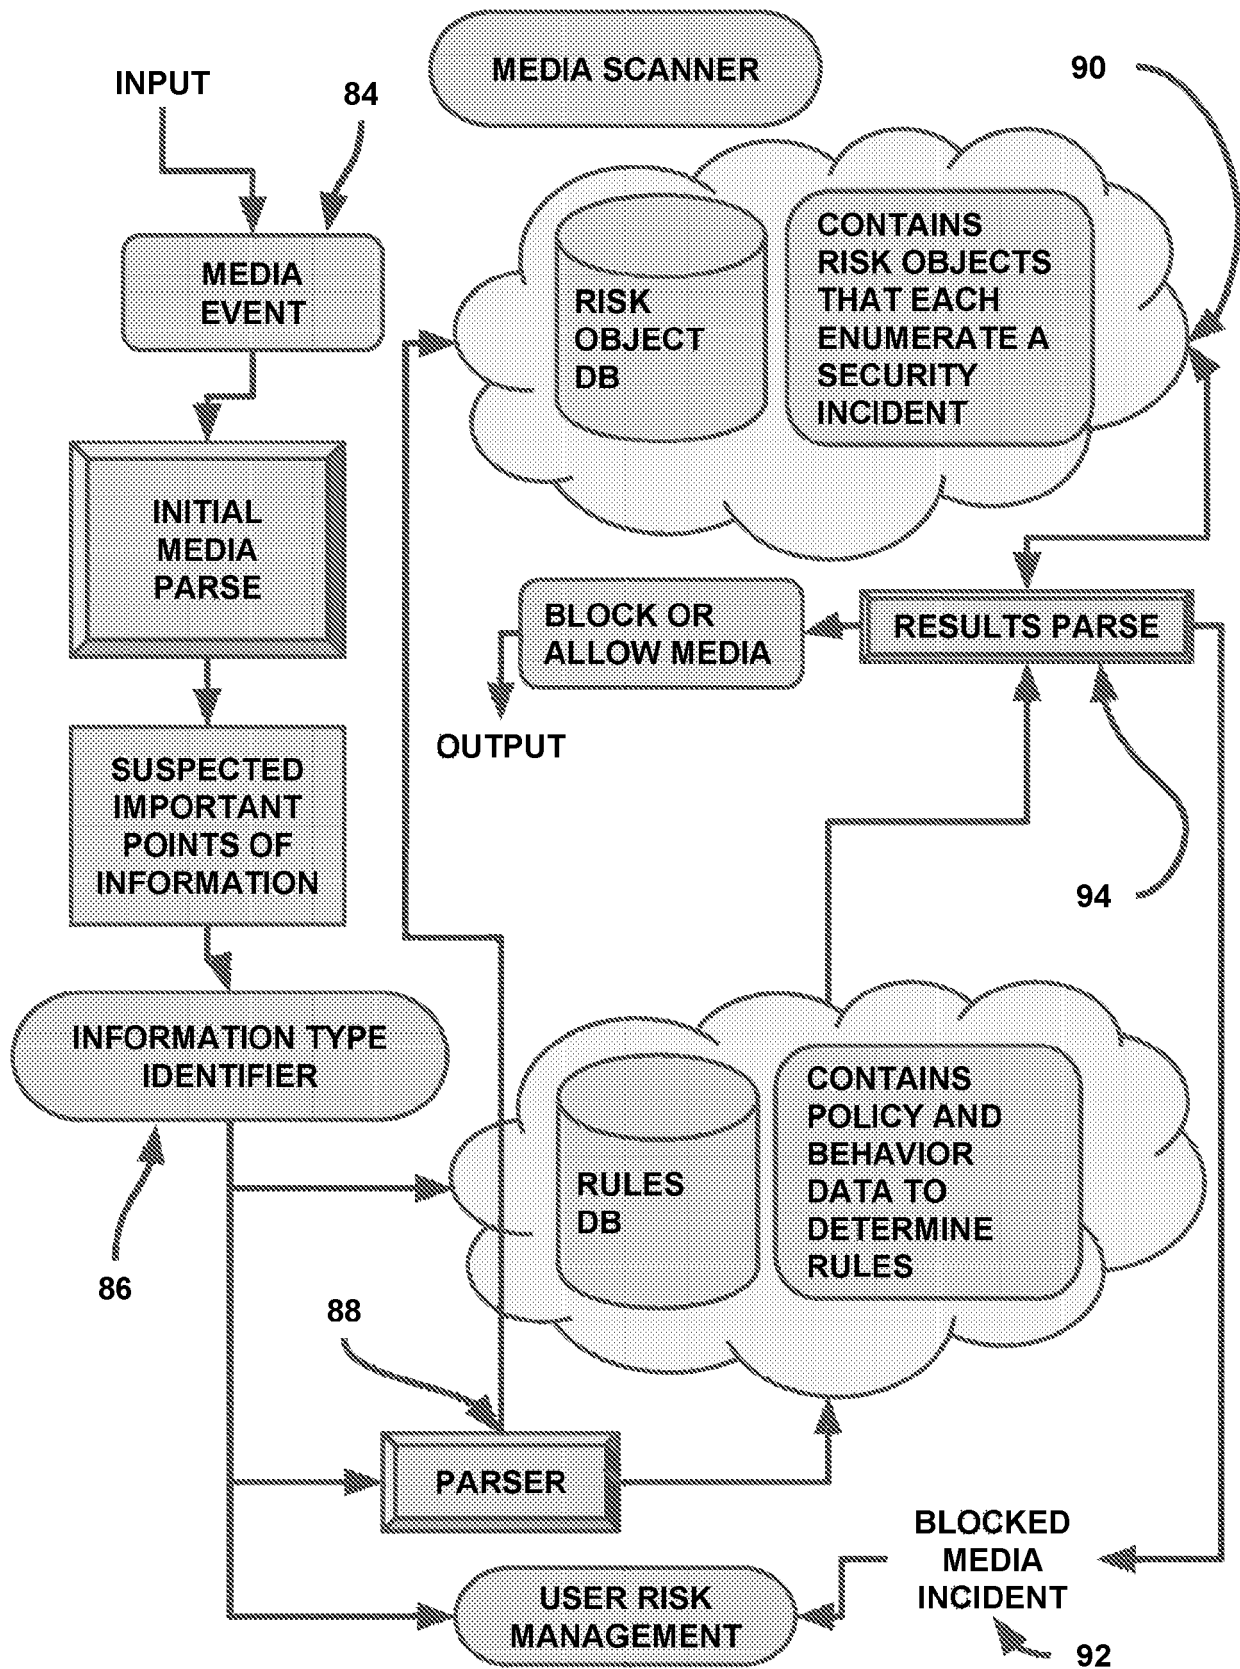 MEDIA SCANNER
INPUT
84
90
MEDIA
EVENT
RISK
OBJECT
DB
CONTAINS
RISK OBJECTS
THAT EACH
ENUMERATE A
SECURITY
INCIDENT
INITIAL
MEDIA
PARSE
BLOCK OR
ALLOW MEDIA
RESULTS PARSE
OUTPUT
SUSPECTED
IMPORTANT
POINTS OF
INFORMATION
94
INFORMATION TYPE
IDENTIFIER
86
RULES
DB
CONTAINS
POLICY AND
BEHAVIOR
DATA TO
DETERMINE
RULES
88
PARSER
BLOCKED
MEDIA
INCIDENT
USER RISK
MANAGEMENT
92